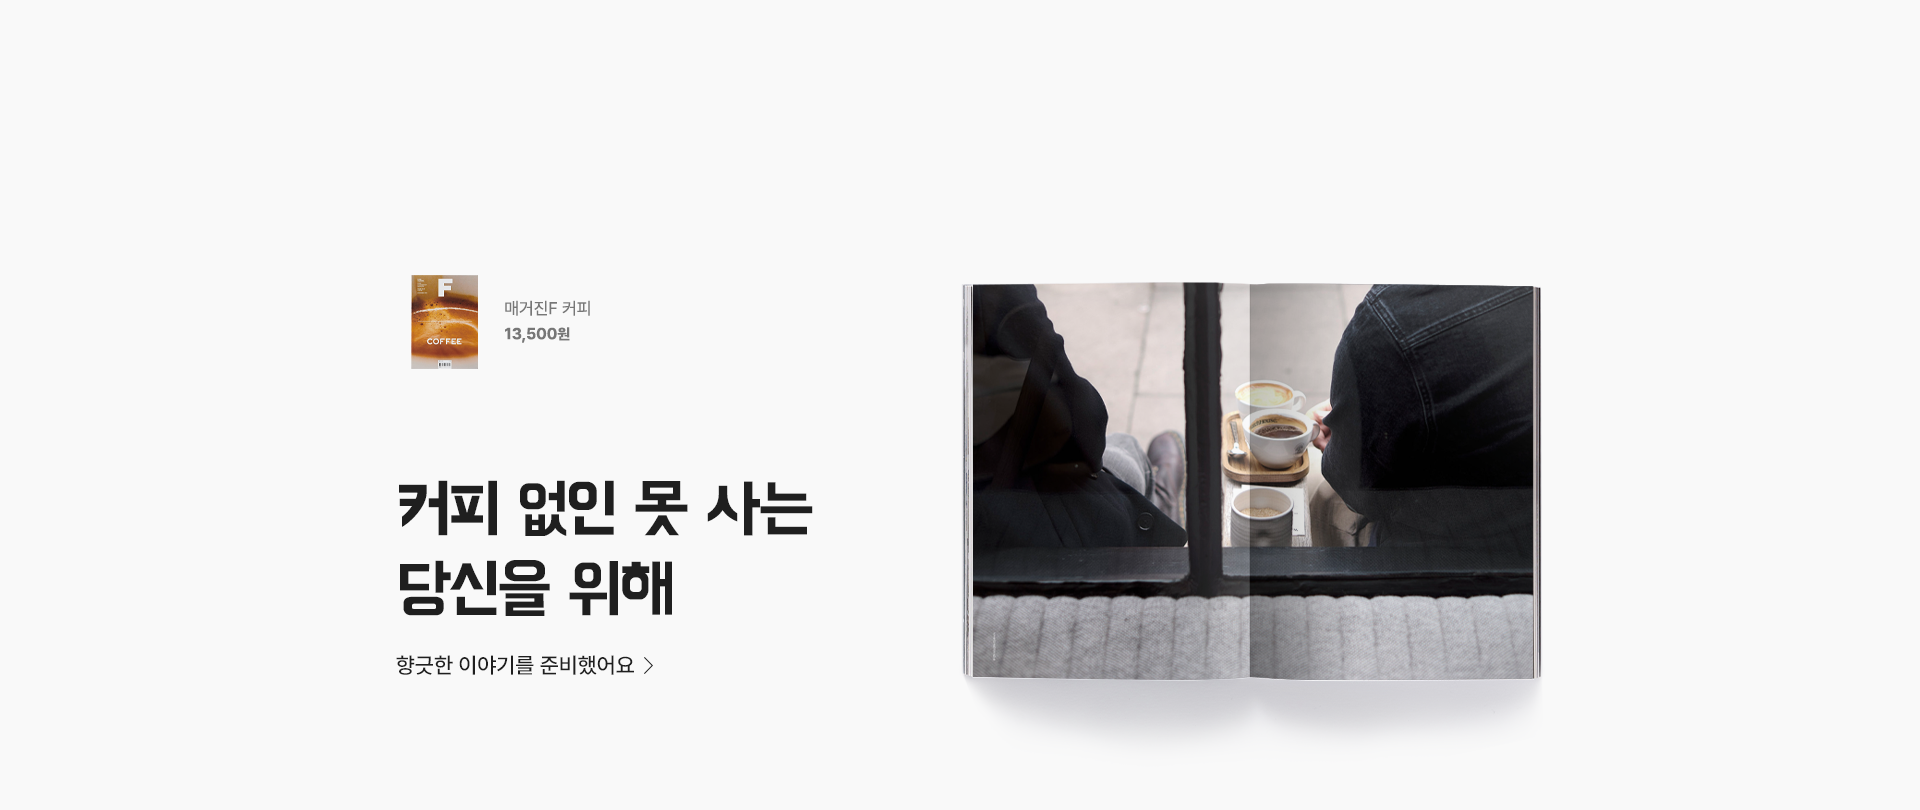 F
COFFEE
매거진F 커피
13,500원
커피 없인 못 사는
당신을 위해
향긋한 이야기를 준비했어요 >